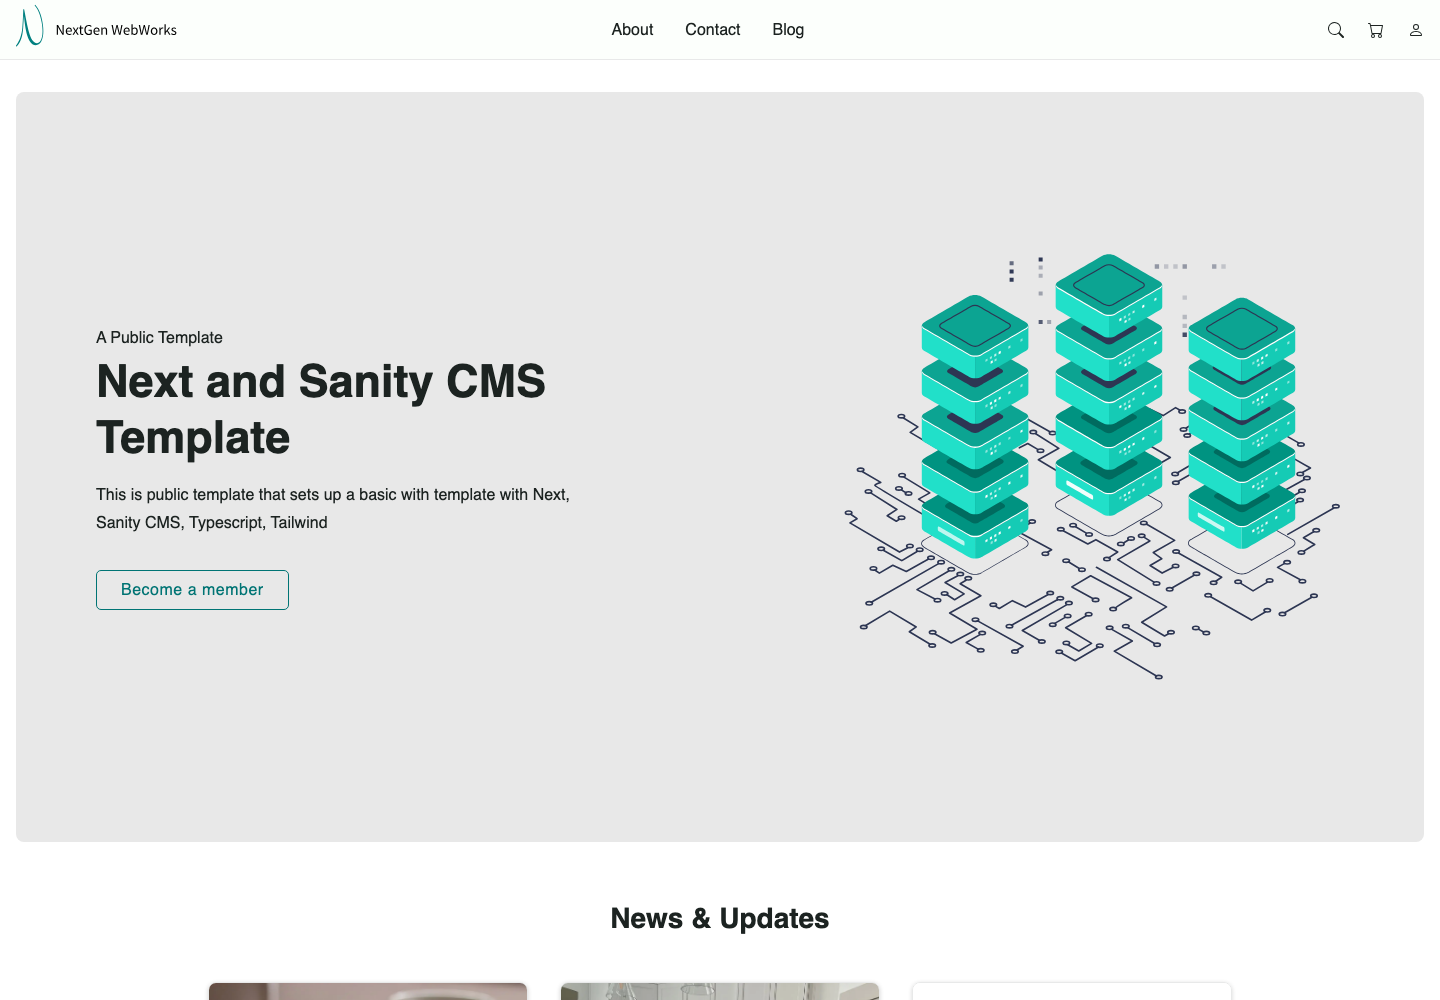 NextGen WebWorks
About
Contact
Blog
A Public Template
Next and Sanity CMS
Template
This is public template that sets up a basic with template with Next,
Sanity CMS, Typescript, Tailwind
Become a member
News & Updates